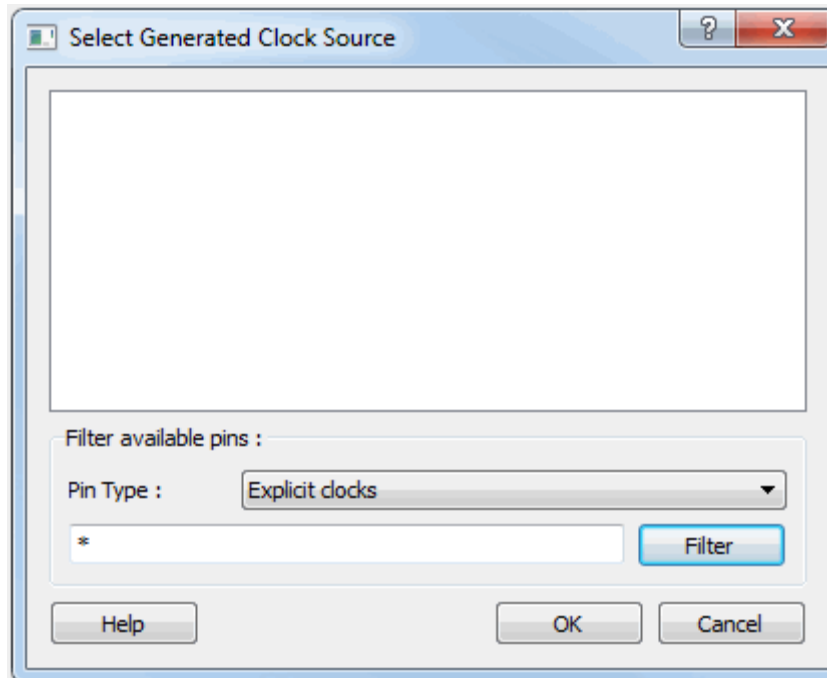 Select Generated Clock Source
?
Filter available pins :
Pin Type : Explicit clocks
*
Filter
Help OK Cancel